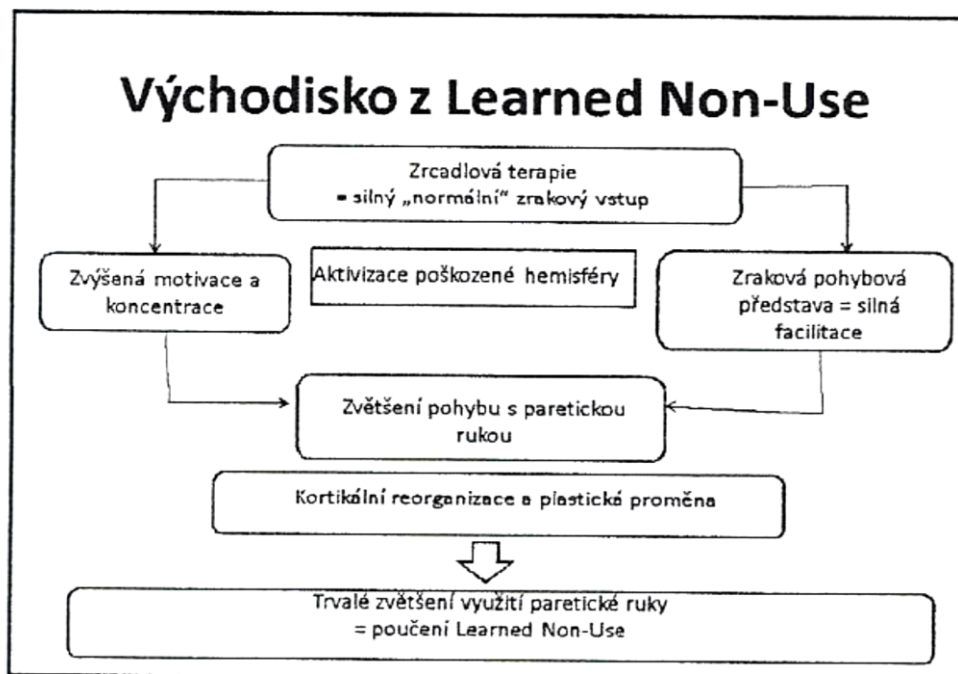 Východisko z Learned Non-Use
Zrcadlová terapie
= silný „normální“ zrakový vstup
Zvýšená motivace a
koncentrace
Aktivizace poškozené hemisféry
Zraková pohybová
představa = silná
facilitace
Zvětšení pohybu s paretickou
rukou
Kortikální reorganizace a plastická proměna
Trvalé zvětšení využití paretické ruky
= poučení Learned Non-Use